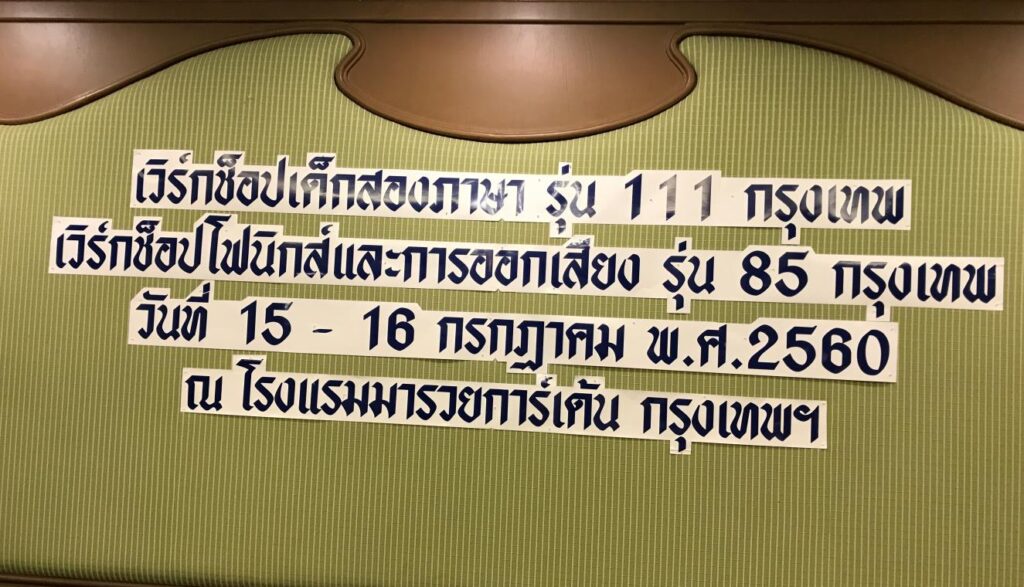 เวิร์กช็อปเด็กสองภาษา รุ่น 111 กรุงเทพ
เวิร์กช็อปโฟนิกส์และการออกเสียง รุ่น 85 กรุงเทพ
วันที่ 15 - 16 กรกฎาคม พ.ศ.2560
ณ โรงแรมมารวยการ์เด้น กรุงเทพฯ